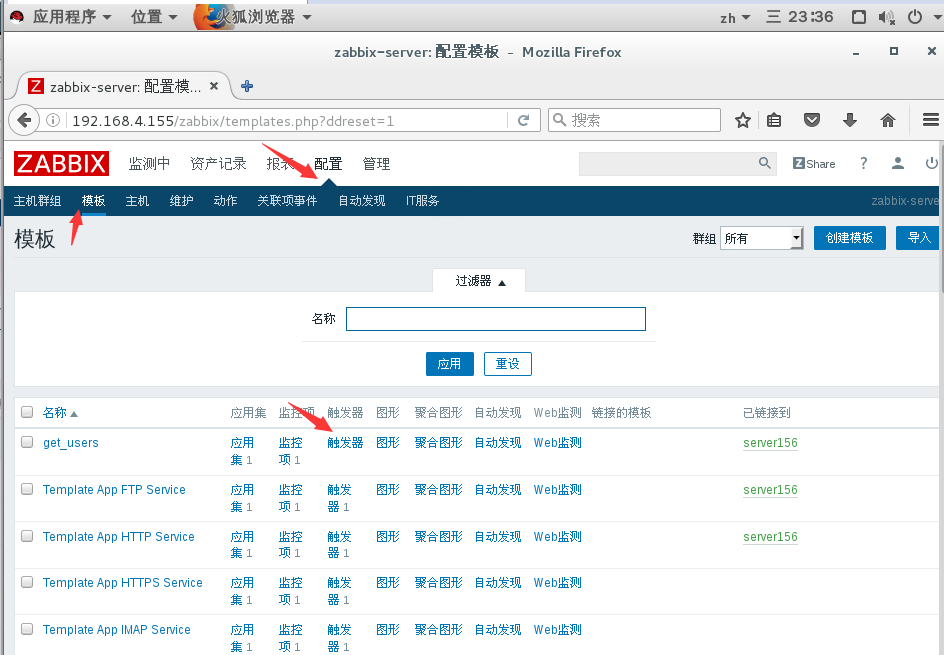 应用程序 位置 火狐浏览器 zh 三 23:36
zabbix-server: 配置模板 - Mozilla Firefox
zabbix-server: 配置模...
192.168.4.155/zabbix/templates.php?ddreset=1 搜索
ZABBIX 监测中 资产记录 报表 配置 管理 Z Share ?
主机群组 模板 主机 维护 动作 关联项事件 自动发现 IT服务 zabbix-serve
模板 群组 所有 创建模板 导入
过滤器 ▲
名称
应用 重设
名称 ▲ 应用集 监控项 触发器 图形 聚合图形 自动发现 Web监测 链接的模板 已链接到
get_users 应用集 1 监控项 1 触发器 图形 聚合图形 自动发现 Web监测 server156
Template App FTP Service 应用集 1 监控项 1 触发器 1 图形 聚合图形 自动发现 Web监测 server156
Template App HTTP Service 应用集 1 监控项 1 触发器 1 图形 聚合图形 自动发现 Web监测 server156
Template App HTTPS Service 应用集 1 监控项 1 触发器 1 图形 聚合图形 自动发现 Web监测
Template App IMAP Service 应用集 1 监控项 1 触发器 1 图形 聚合图形 自动发现 Web监测